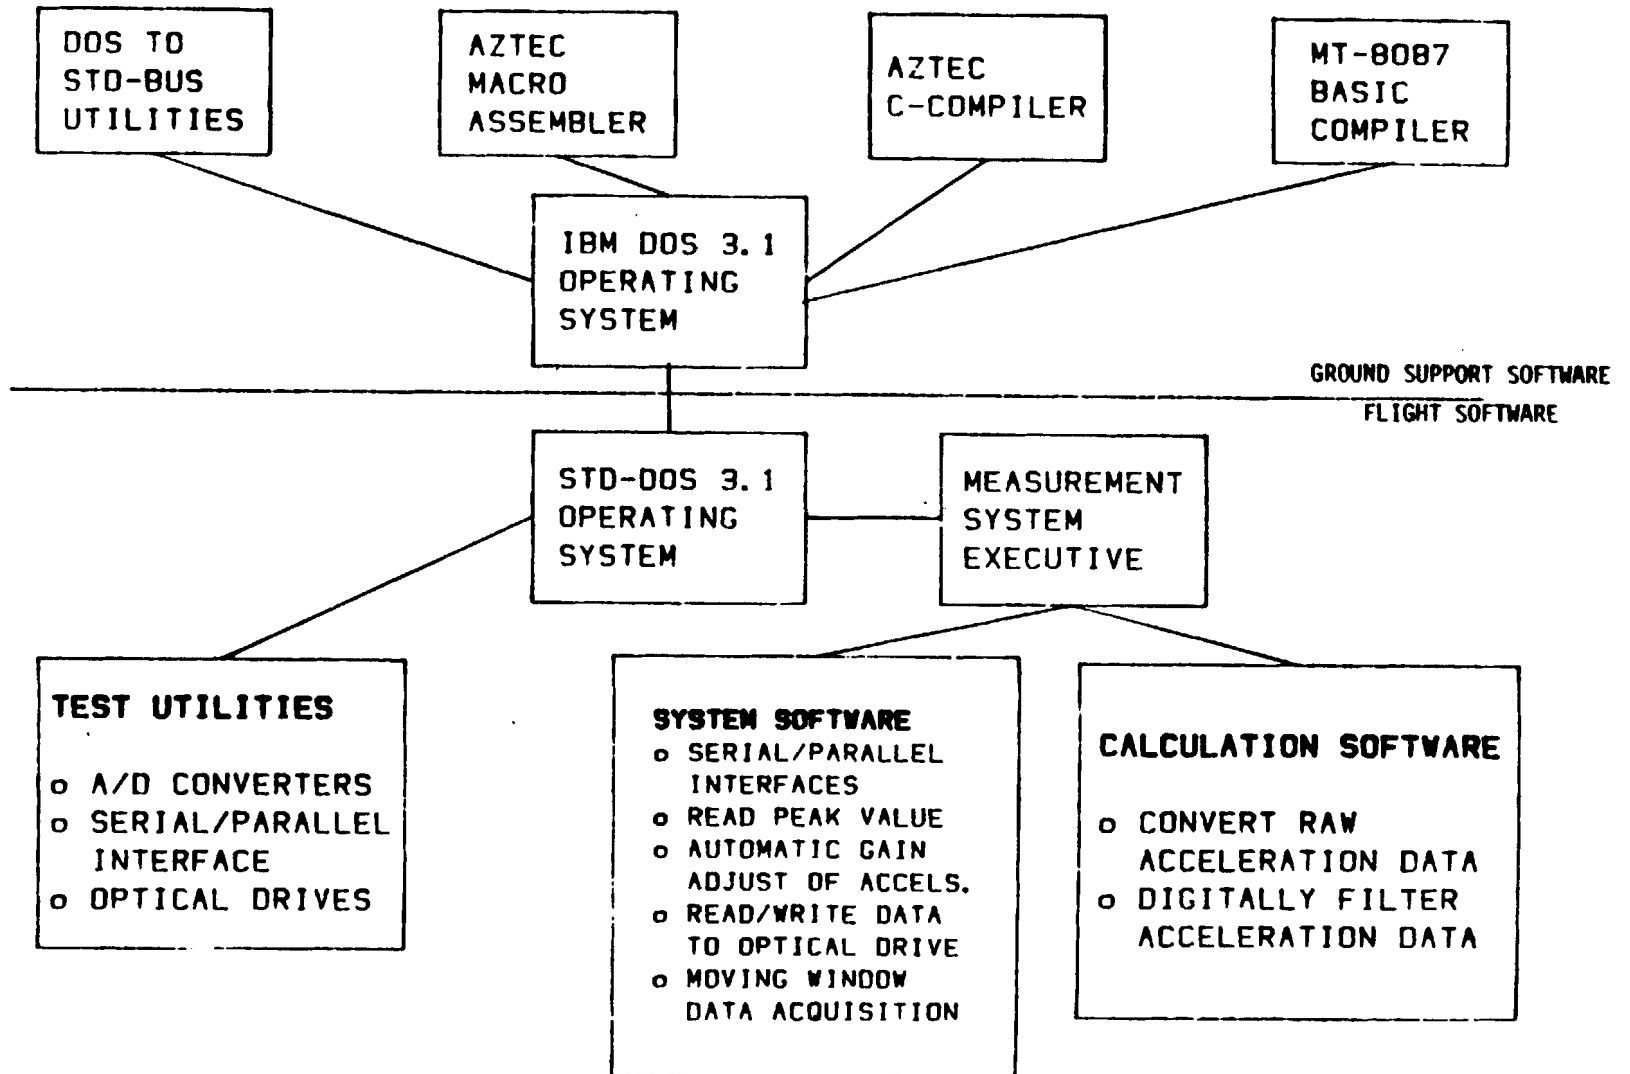 DOS TO
STD-BUS
UTILITIES
AZTEC
MACRO
ASSEMBLER
AZTEC
C-COMPILER
MT-8087
BASIC
COMPILER
IBM DOS 3.1
OPERATING
SYSTEM
GROUND SUPPORT SOFTWARE
FLIGHT SOFTWARE
STD-DOS 3.1
OPERATING
SYSTEM
MEASUREMENT
SYSTEM
EXECUTIVE
TEST UTILITIES
o A/D CONVERTERS
o SERIAL/PARALLEL
INTERFACE
o OPTICAL DRIVES
SYSTEM SOFTWARE
o SERIAL/PARALLEL
INTERFACES
o READ PEAK VALUE
o AUTOMATIC GAIN
ADJUST OF ACCELS.
o READ/WRITE DATA
TO OPTICAL DRIVE
o MOVING WINDOW
DATA ACQUISITION
CALCULATION SOFTWARE
o CONVERT RAW
ACCELERATION DATA
o DIGITALLY FILTER
ACCELERATION DATA